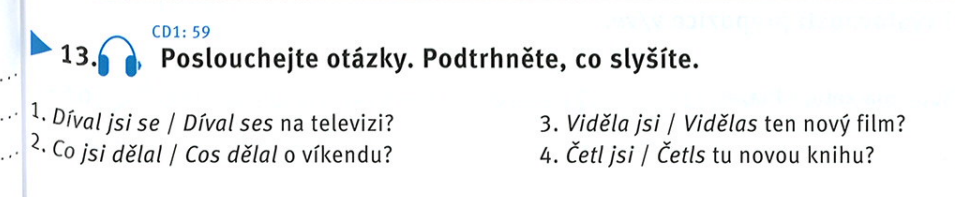 CD1: 59
13. Poslouchejte otázky. Podtrhněte, co slyšíte.
1. Díval jsi se / Díval ses na televizi?
2. Co jsi dělal / Cos dělal o víkendu?
3. Viděla jsi / Vidělas ten nový film?
4. Četl jsi / Četls tu novou knihu?